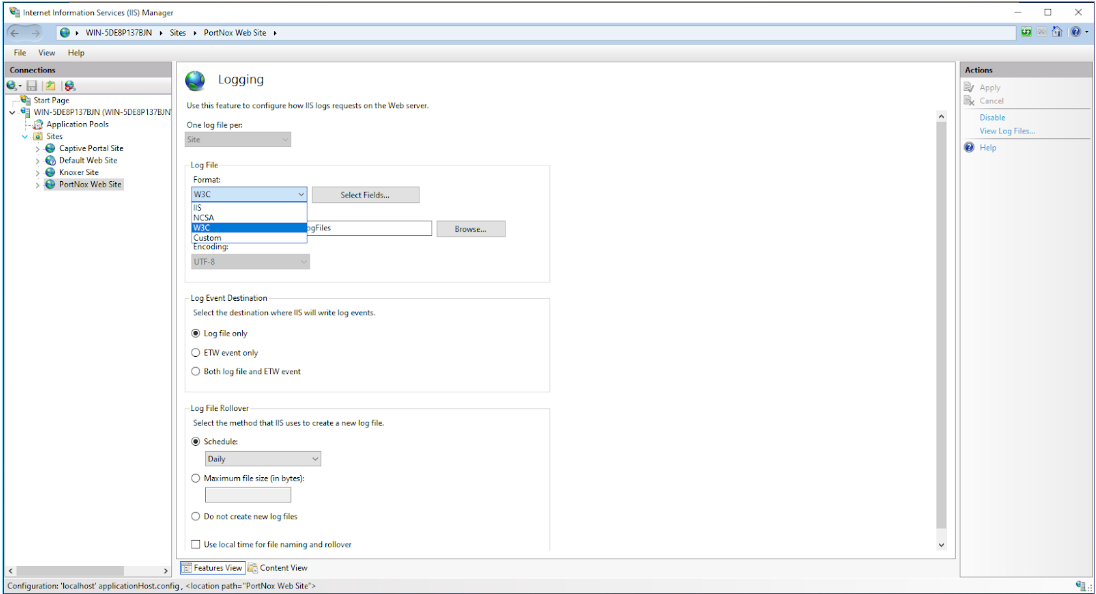 Internet Information Services (IIS) Manager
WIN-5DE8P137BJN Sites PortNox Web Site
File View Help
Connections
Start Page
WIN-5DE8P137BJN (WIN-5DE8P137BJN
Application Pools
Sites
Captive Portal Site
Default Web Site
Knoxer Site
PortNox Web Site
Logging
Use this feature to configure how IIS logs requests on the Web server.
One log file per:
Site
Log File
Format:
W3C Select Fields...
IIS
NCSA
W3C
Custom
ogFiles Browse...
Encoding:
UTF-8
Log Event Destination
Select the destination where IIS will write log events.
Log file only
ETW event only
Both log file and ETW event
Log File Rollover
Select the method that IIS uses to create a new log file.
Schedule:
Daily
Maximum file size (in bytes):
Do not create new log files
Use local time for file naming and rollover
Features View Content View
Actions
Apply
Cancel
Disable
View Log Files...
Help
Configuration: 'localhost' applicationHost.config , <location path="PortNox Web Site">